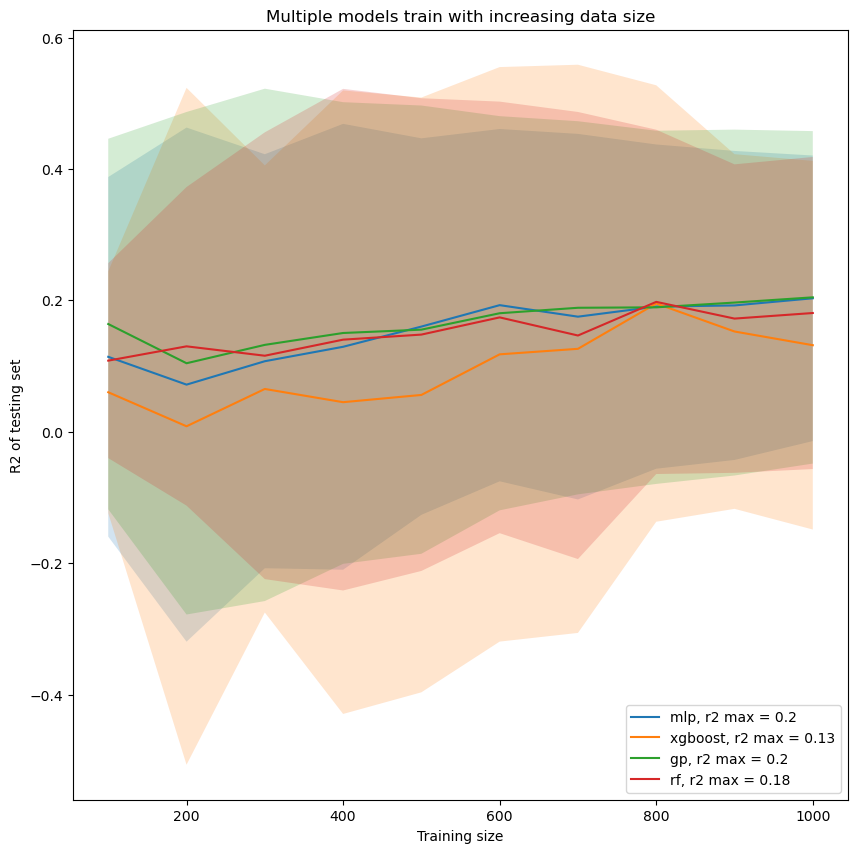 Multiple models train with increasing data size
0.6
0.4
0.2
0.0
−0.2
−0.4
R2 of testing set
200
400
600
800
1000
Training size
mlp, r2 max = 0.2
xgboost, r2 max = 0.13
gp, r2 max = 0.2
rf, r2 max = 0.18